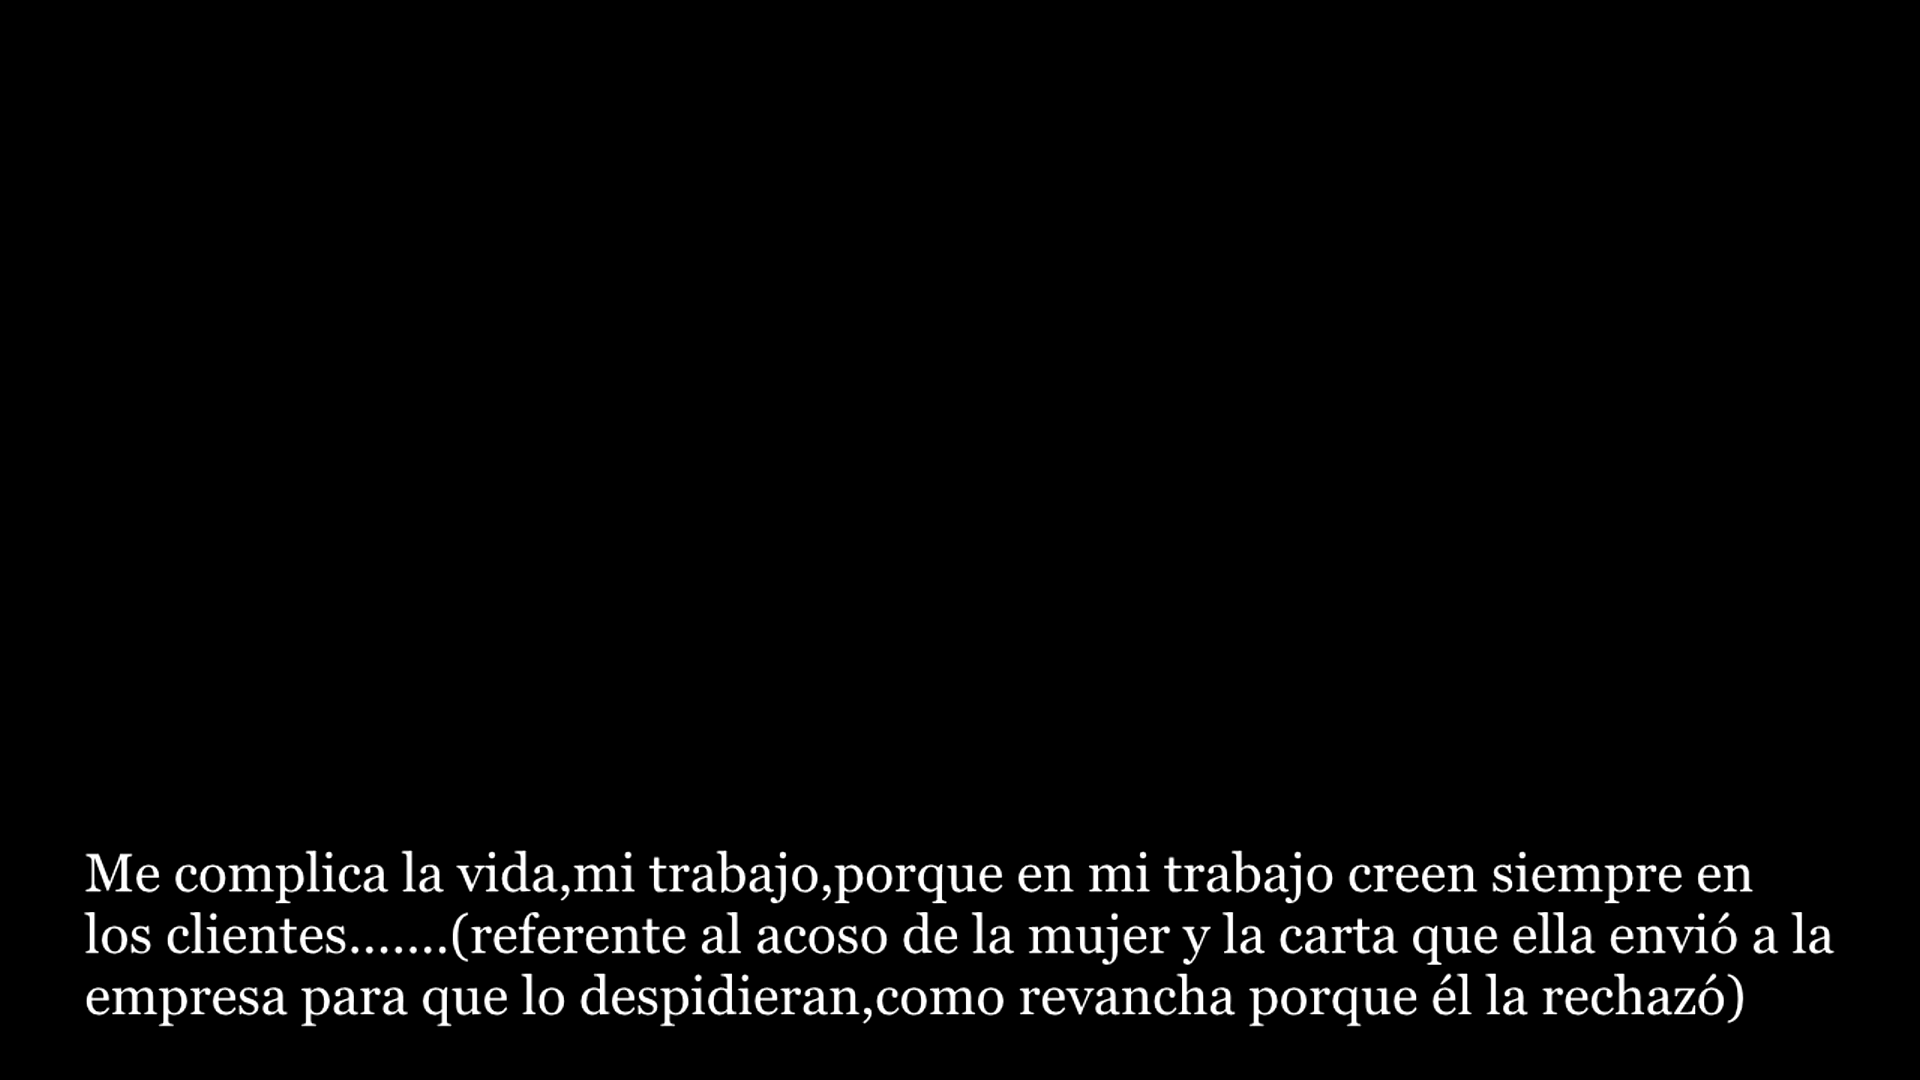 Me complica la vida,mi trabajo,porque en mi trabajo creen siempre en
los clientes.......(referente al acoso de la mujer y la carta que ella envió a la
empresa para que lo despidieran,como revancha porque él la rechazó)